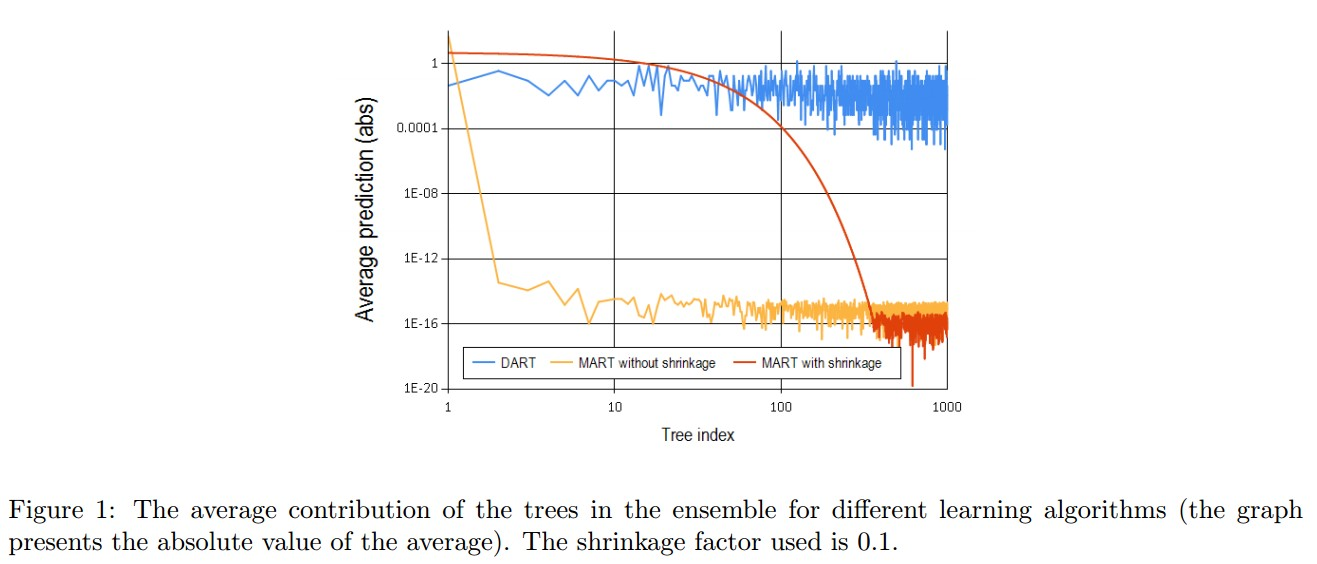 Average prediction (abs)
1
0.0001
1E-08
1E-12
1E-16
1E-20
DART MART without shrinkage MART with shrinkage
1 10 100 1000
Tree index
Figure 1: The average contribution of the trees in the ensemble for different learning algorithms (the graph
presents the absolute value of the average). The shrinkage factor used is 0.1.